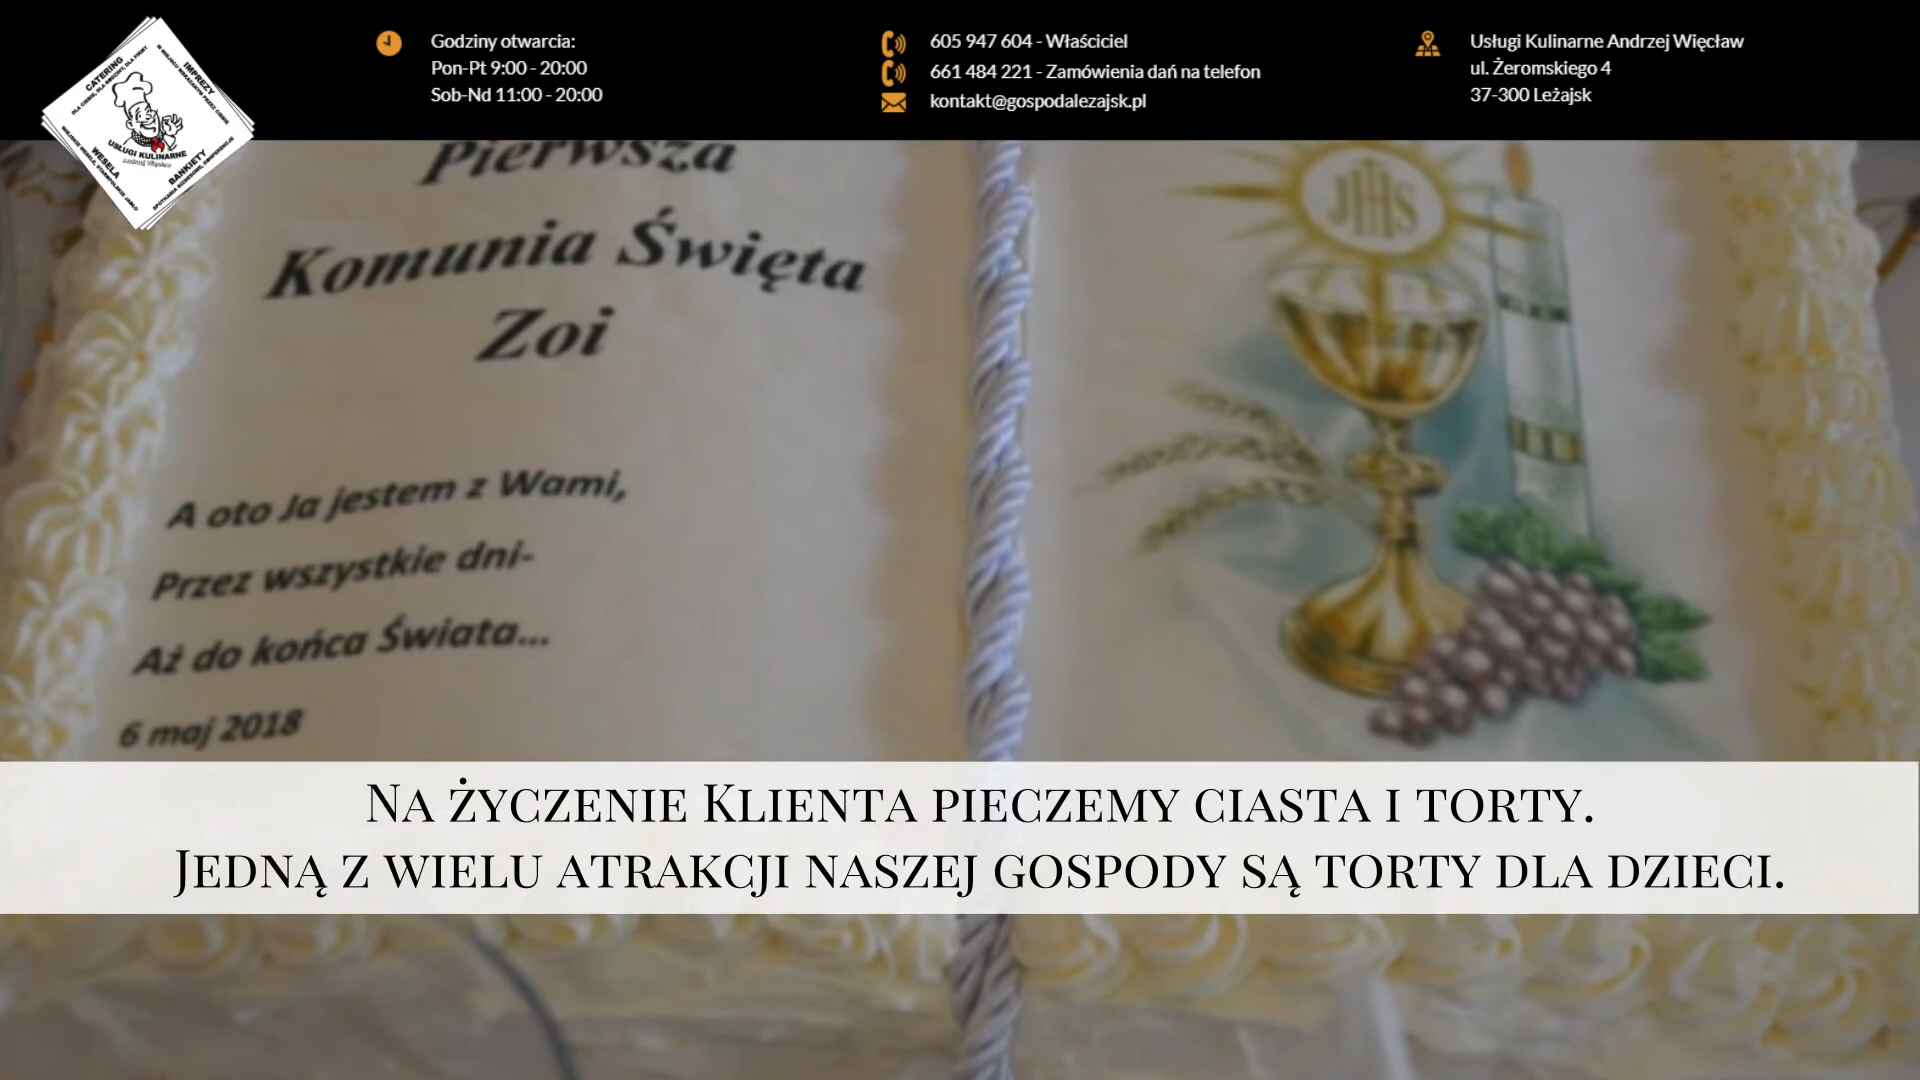 CATERING
IMPREZY
USŁUGI KULINARNE
Andrzej Więcław
WESELA
BANKIETY
Godziny otwarcia:
Pon-Pt 9:00 - 20:00
Sob-Nd 11:00 - 20:00
605 947 604 - Właściciel
661 484 221 - Zamówienia dań na telefon
kontakt@gospodalezajsk.pl
Usługi Kulinarne Andrzej Więcław
ul. Żeromskiego 4
37-300 Leżajsk
Pierwsza
Komunia Święta
Zoi
A oto Ja jestem z Wami,
Przez wszystkie dni-
Aż do końca Świata...
6 maj 2018
JHS
Na życzenie Klienta pieczemy ciasta i torty.
Jedną z wielu atrakcji naszej gospody są torty dla dzieci.